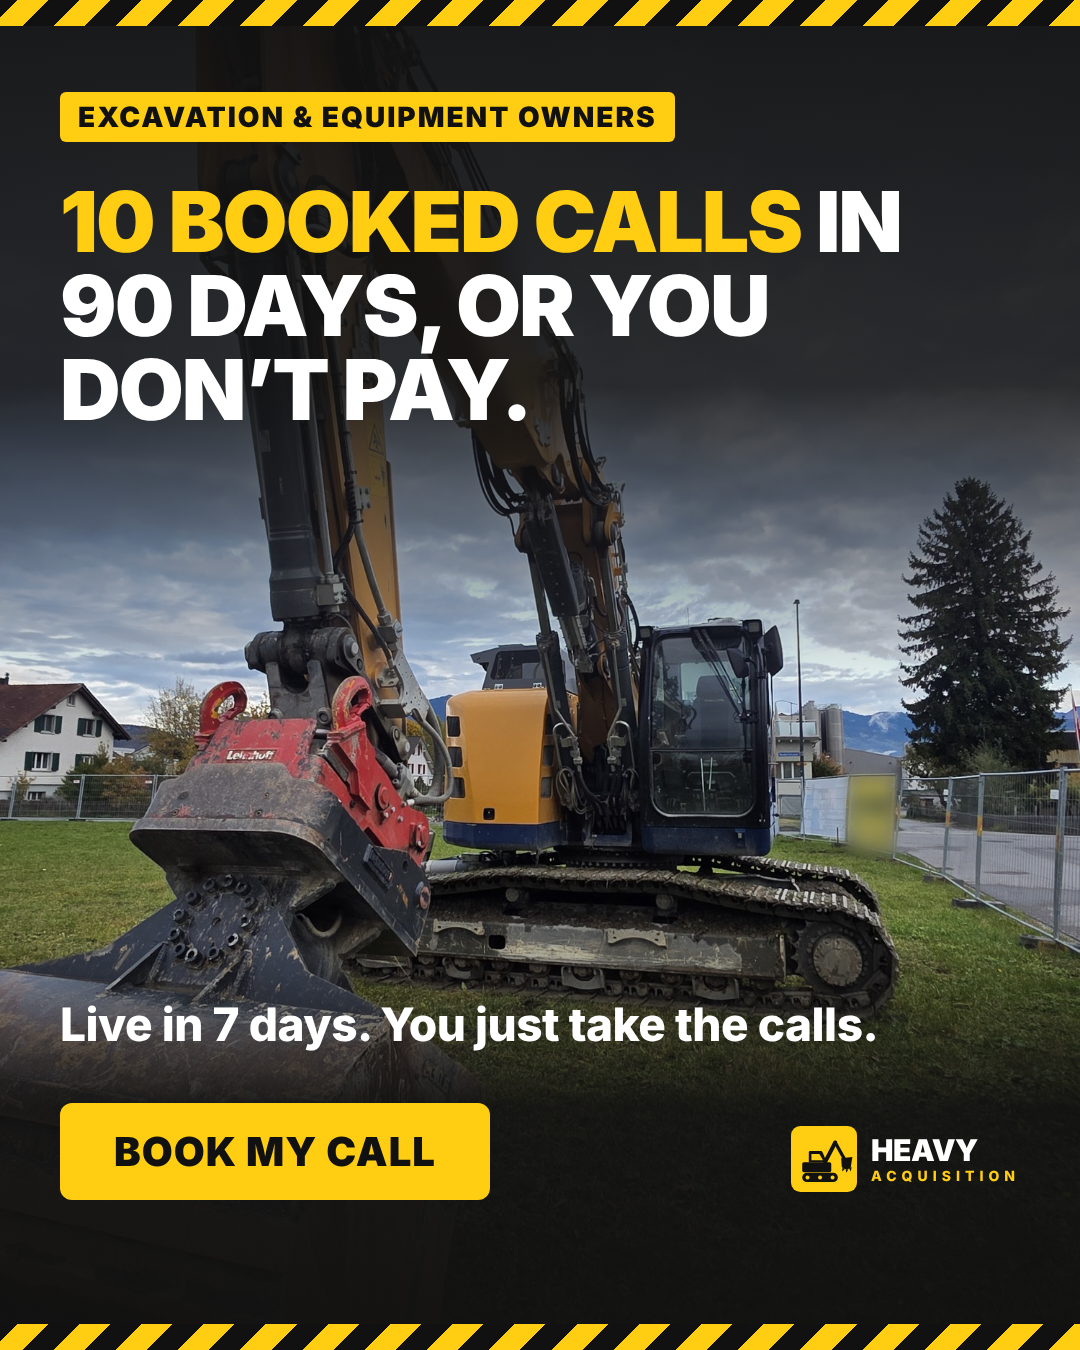 EXCAVATION & EQUIPMENT OWNERS
10 BOOKED CALLS IN
90 DAYS, OR YOU
DON’T PAY.
Lehnhoff
Live in 7 days. You just take the calls.
BOOK MY CALL
HEAVY
ACQUISITION